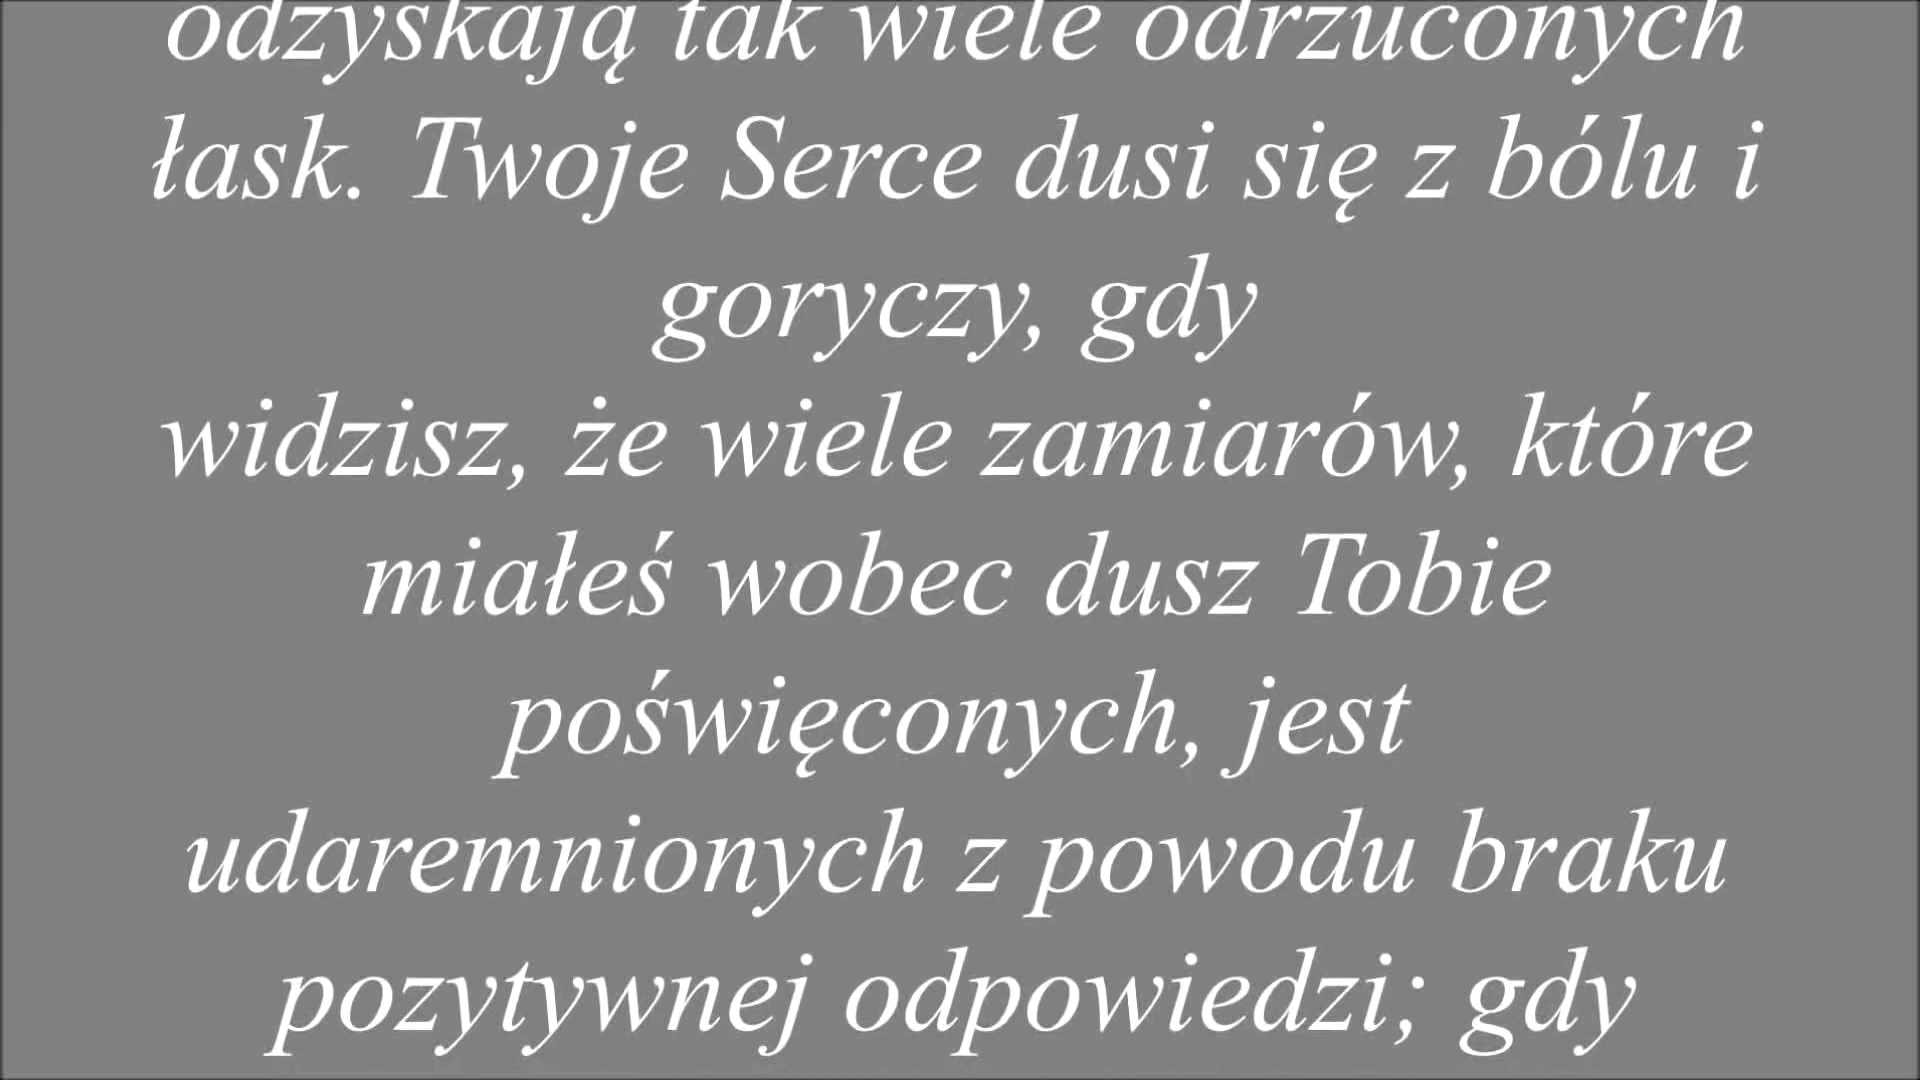 odzyskają tak wiele odrzuconych
łask. Twoje Serce dusi się z bólu i
goryczy, gdy
widzisz, że wiele zamiarów, które
miałeś wobec dusz Tobie
poświęconych, jest
udaremnionych z powodu braku
pozytywnej odpowiedzi; gdy